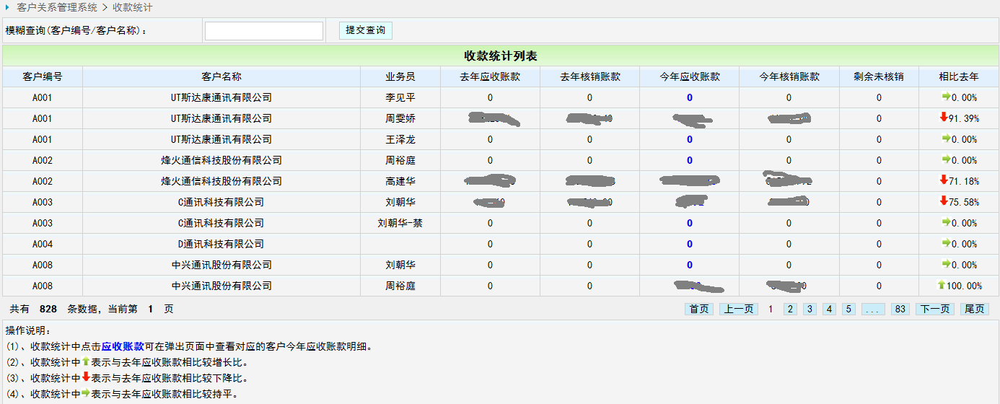 客户关系管理系统 > 收款统计
模糊查询(客户编号/客户名称): 提交查询
收款统计列表
客户编号 客户名称 业务员 去年应收账款 去年核销账款 今年应收账款 今年核销账款 剩余未核销 相比去年
A001 UT斯达康通讯有限公司 李见平 0 0 0 0 0 0.00%
A001 UT斯达康通讯有限公司 周雯娇 0 91.39%
A001 UT斯达康通讯有限公司 王泽龙 0 0 0 0 0 0.00%
A002 烽火通信科技股份有限公司 周裕庭 0 0 0 0 0 0.00%
A002 烽火通信科技股份有限公司 高建华 0 71.18%
A003 C通讯科技有限公司 刘朝华 0 75.58%
A003 C通讯科技有限公司 刘朝华-禁 0 0 0 0 0 0.00%
A004 D通讯科技有限公司 0 0 0 0 0 0.00%
A008 中兴通讯股份有限公司 刘朝华 0 0 0 0 0 0.00%
A008 中兴通讯股份有限公司 周裕庭 0 0 0 100.00%
共有 828 条数据,当前第 1 页 首页 上一页 1 2 3 4 5 ... 83 下一页 尾页
操作说明:
(1)、收款统计中点击应收账款可在弹出页面中查看对应的客户今年应收账款明细。
(2)、收款统计中表示与去年应收账款相比较增长比。
(3)、收款统计中表示与去年应收账款相比较下降比。
(4)、收款统计中表示与去年应收账款相比较持平。